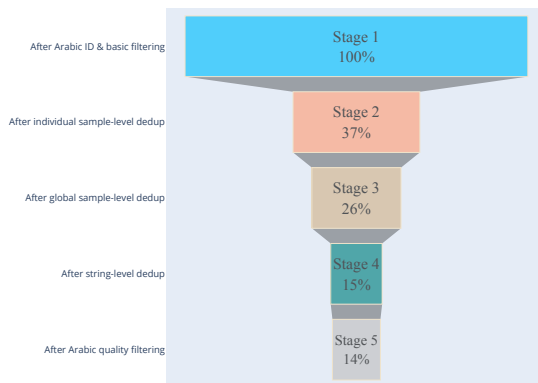 After Arabic ID & basic filtering
Stage 1
100%
After individual sample-level dedup
Stage 2
37%
After global sample-level dedup
Stage 3
26%
After string-level dedup
Stage 4
15%
After Arabic quality filtering
Stage 5
14%